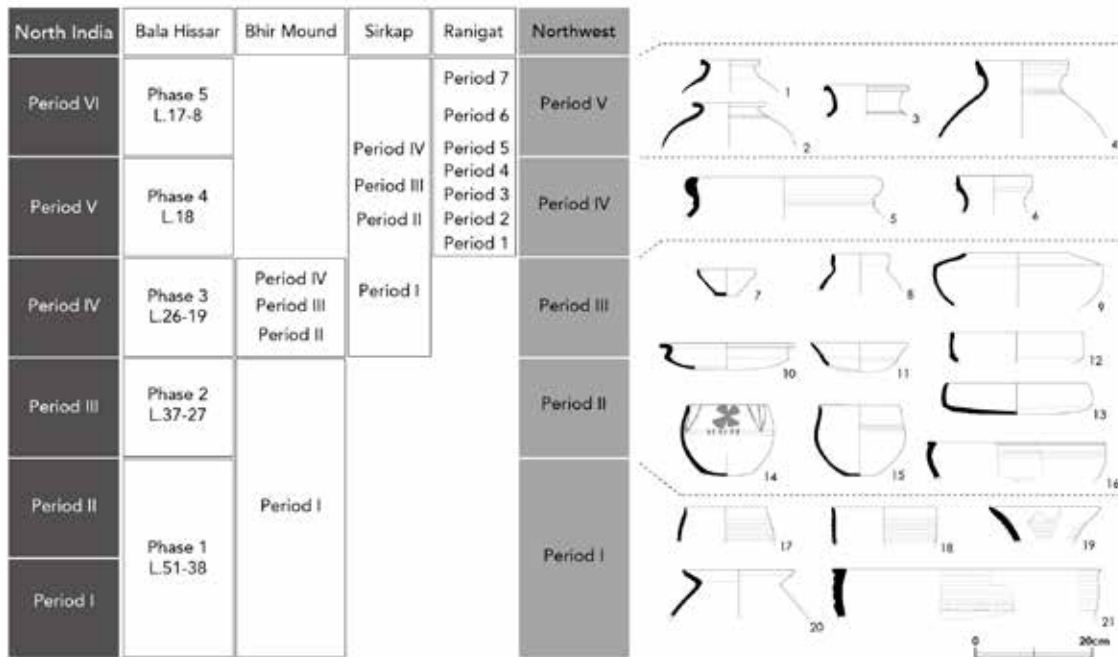 North India Bala Hissar Bhir Mound Sirkap Ranigat Northwest
Period VI
Phase 5
L.17-8
Period 7
Period 6
Period 5
Period 4
Period 3
Period 2
Period 1
Period V
1
2
3
4
Period V
Phase 4
L.18
Period IV
Period III
Period II
Period I
Period IV
5
6
Period IV
Phase 3
L.26-19
Period IV
Period III
Period II
Period III
7
8
9
10
11
12
13
14
15
16
Period III
Phase 2
L.37-27
Period II
Period II
Period I
Phase 1
L.51-38
Period I
Period I
17
18
19
20
21
0
20cm